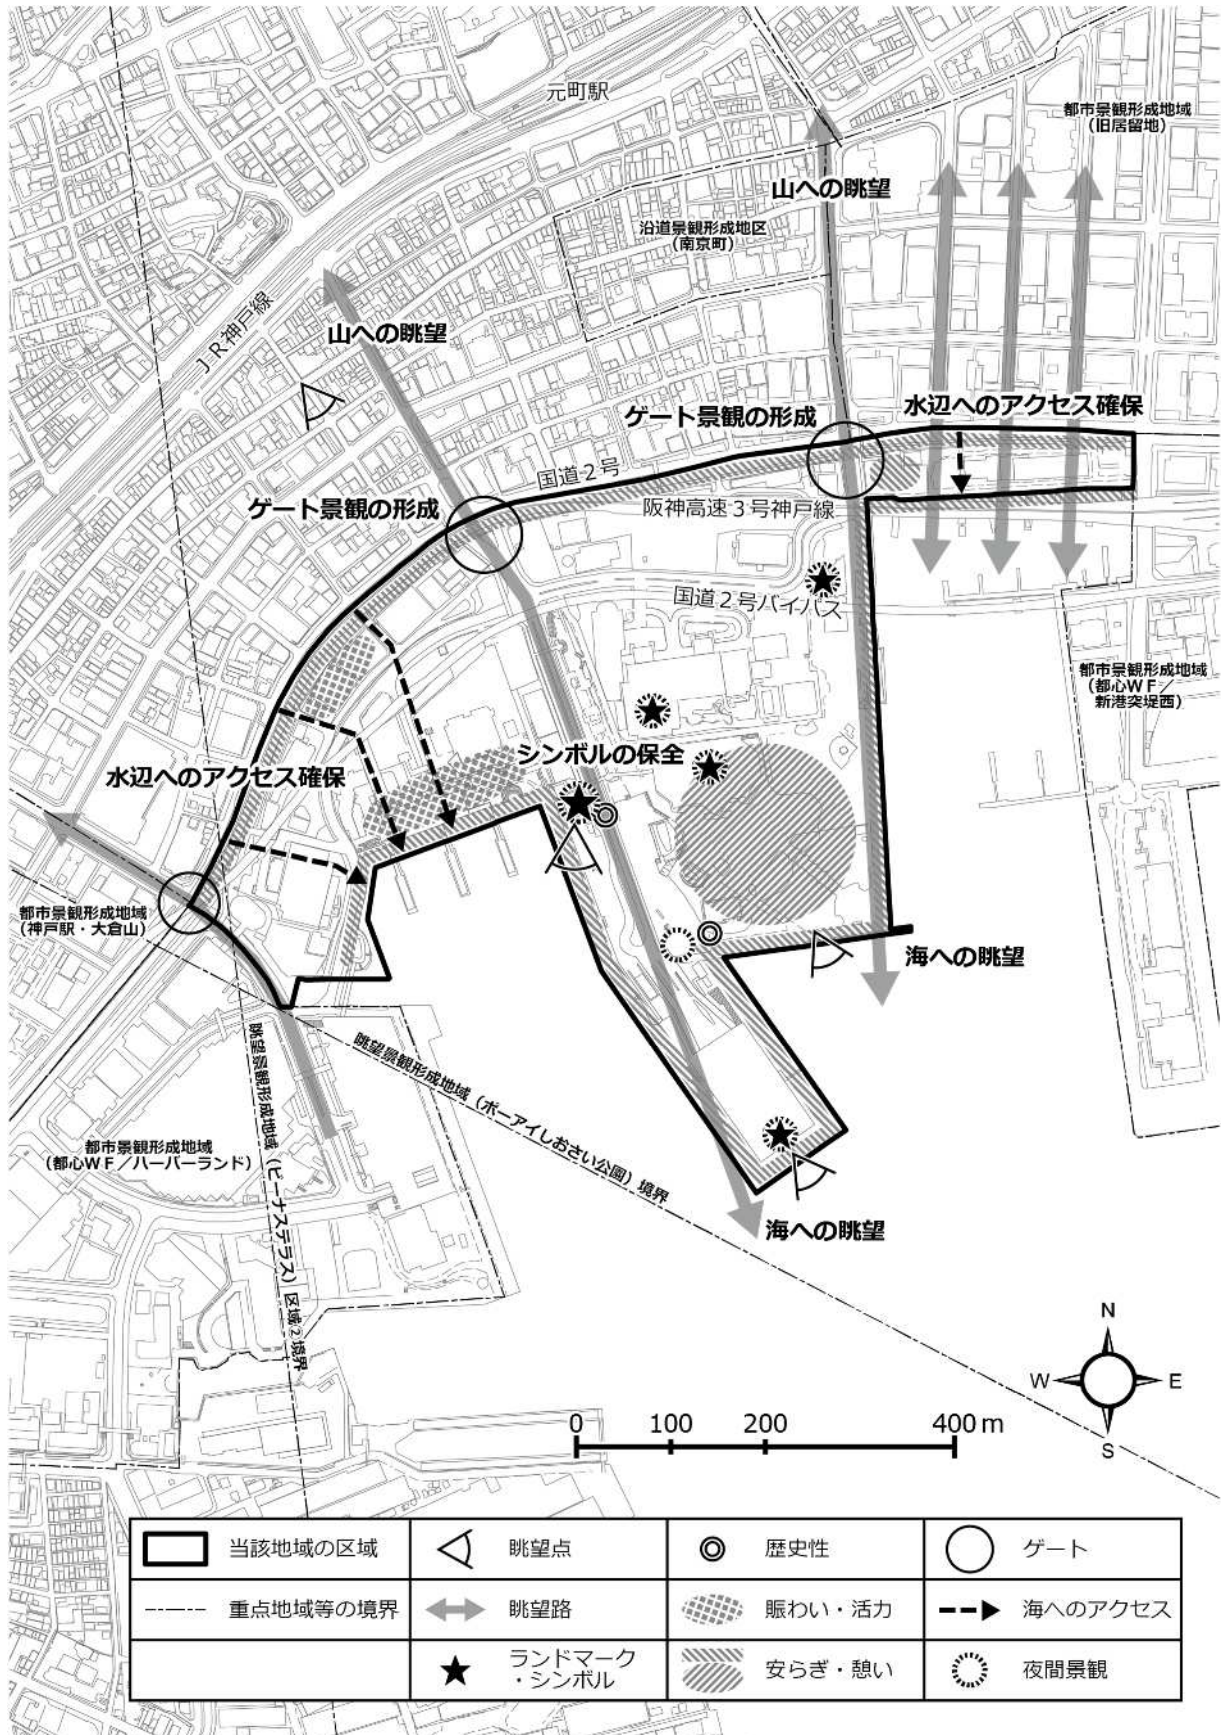 元町駅
都市景観形成地域
(旧居留地)
山への眺望
沿道景観形成地区
(南京町)
JR神戸線
山への眺望
水辺へのアクセス確保
ゲート景観の形成
国道2号
ゲート景観の形成
阪神高速3号神戸線
国道2号バイパス
都市景観形成地域
(都心WF/
新港突堤西)
シンボルの保全
水辺へのアクセス確保
都市景観形成地域
(神戸駅・大倉山)
海への眺望
眺望景観形成地域(ポーアイしおさい公園)境界
眺望景観形成地域(ビーナステラス)区域②境界
都市景観形成地域
(都心WF/ハーバーランド)
海への眺望
N
W E
S
0 100 200 400m
当該地域の区域 眺望点 歴史性 ゲート
重点地域等の境界 眺望路 賑わい・活力 海へのアクセス
ランドマーク
・シンボル 安らぎ・憩い 夜間景観